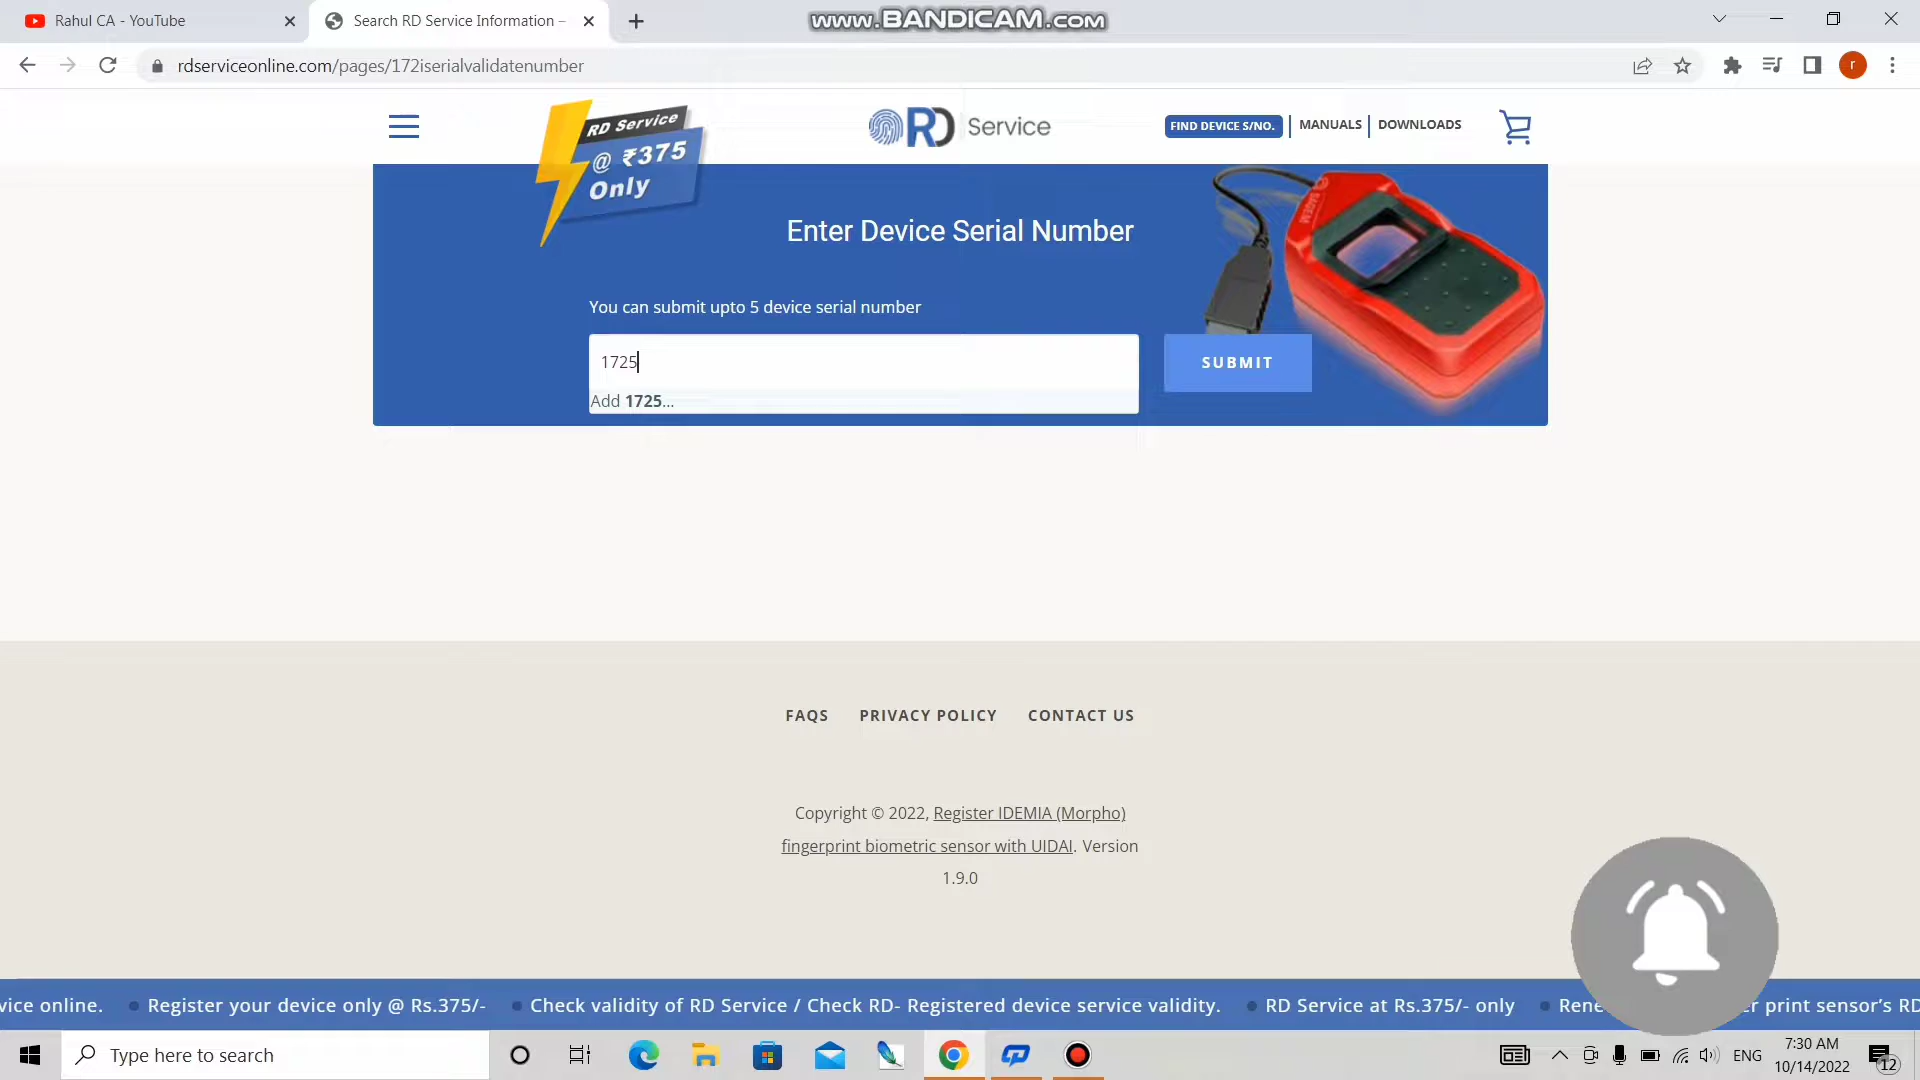 Rahul CA - YouTube
Search RD Service Information –
www.BANDICAM.com
rdserviceonline.com/pages/172iserialvalidatenumber
r
RD Service
@ ₹375
Only
RD Service
FIND DEVICE S/NO.
MANUALS
DOWNLOADS
Enter Device Serial Number
You can submit upto 5 device serial number
1725
SUBMIT
Add 1725...
FAQS
PRIVACY POLICY
CONTACT US
Copyright © 2022, Register IDEMIA (Morpho)
fingerprint biometric sensor with UIDAI. Version
1.9.0
vice online. • Register your device only @ Rs.375/- • Check validity of RD Service / Check RD- Registered device service validity. • RD Service at Rs.375/- only • Rene r print sensor's RD
Type here to search
ENG
7:30 AM
10/14/2022
12